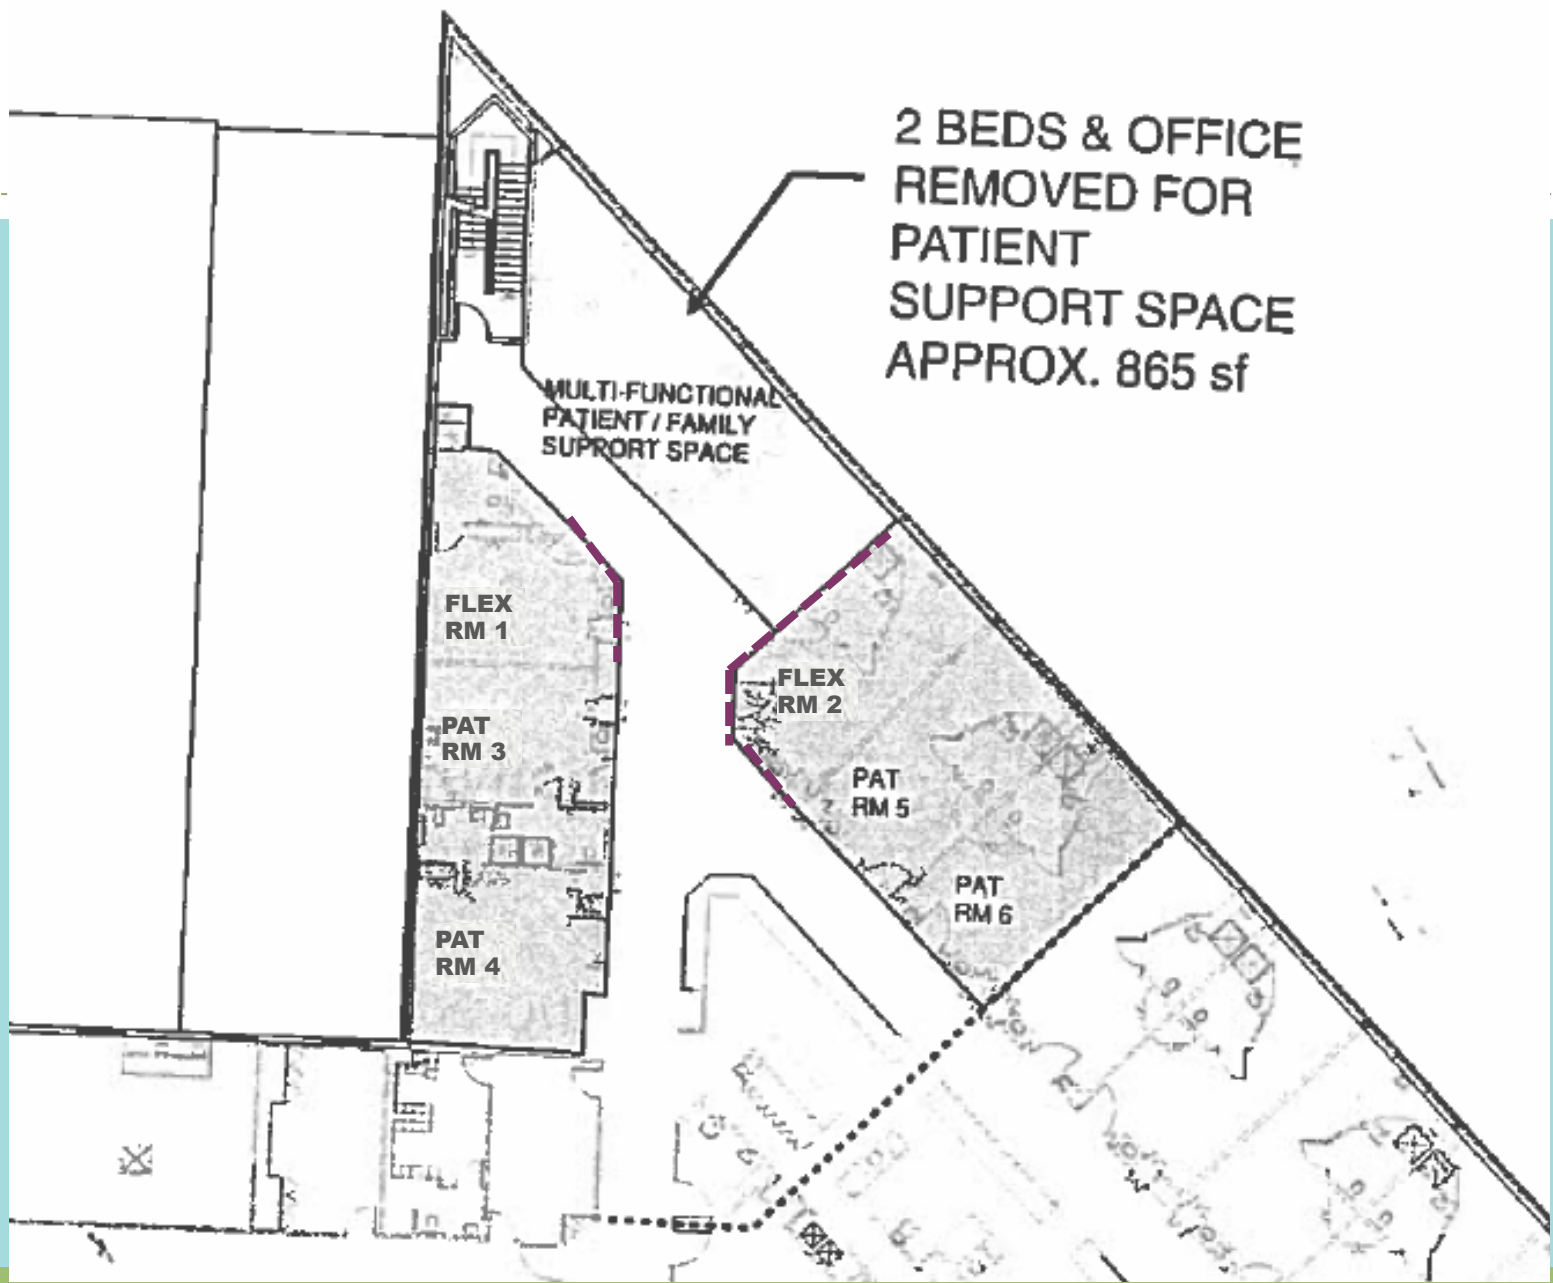 2 BEDS & OFFICE
REMOVED FOR
PATIENT
SUPPORT SPACE
APPROX. 865 sf
MULTI-FUNCTIONAL
PATIENT / FAMILY
SUPPORT SPACE
FLEX
RM 1
FLEX
RM 2
PAT
RM 3
PAT
RM 5
PAT
RM 6
PAT
RM 4